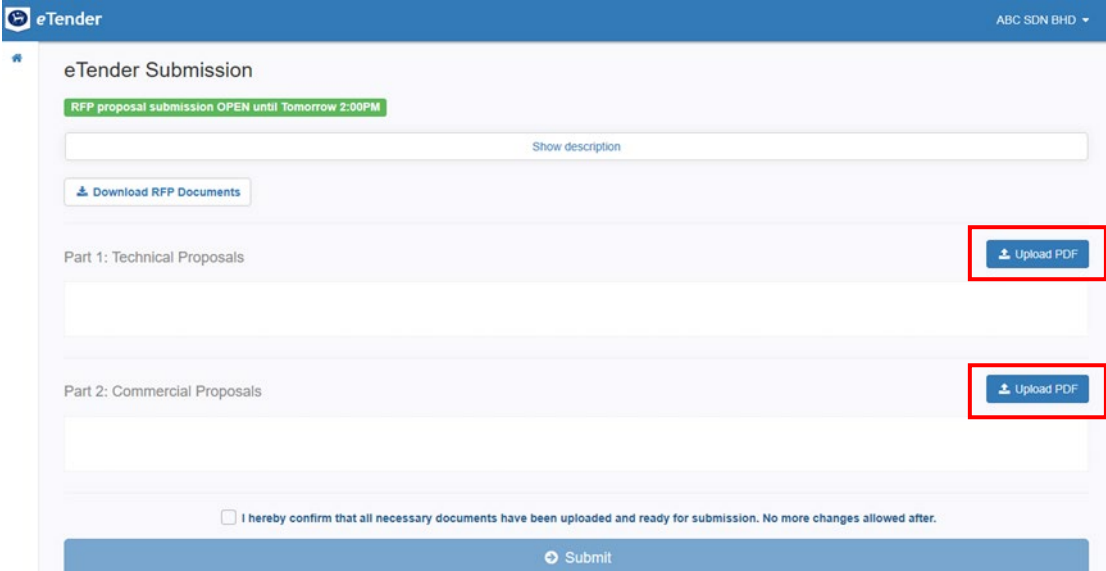 eTender
ABC SDN BHD
eTender Submission
RFP proposal submission OPEN until Tomorrow 2:00PM
Show description
Download RFP Documents
Part 1: Technical Proposals
Upload PDF
Part 2: Commercial Proposals
Upload PDF
I hereby confirm that all necessary documents have been uploaded and ready for submission. No more changes allowed after.
Submit